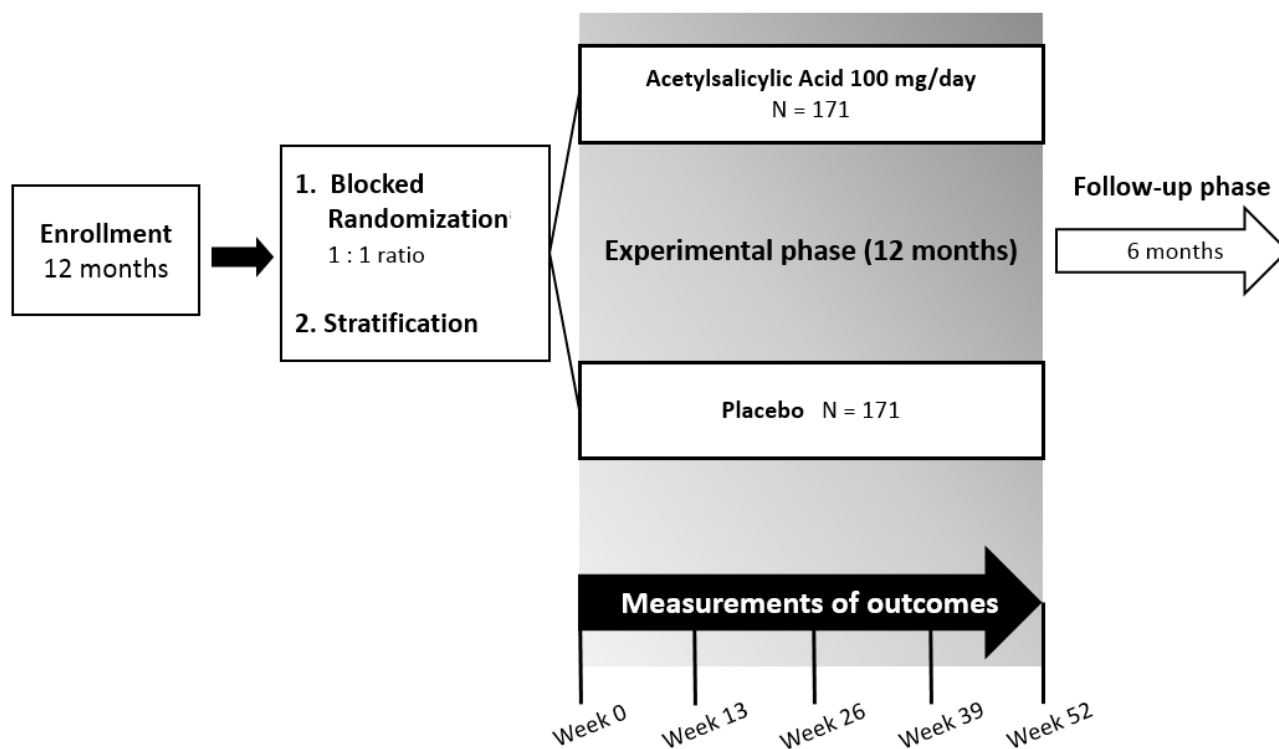 Enrollment
12 months
1. Blocked
Randomization
1 : 1 ratio
2. Stratification
Acetylsalicylic Acid 100 mg/day
N = 171
Experimental phase (12 months)
Placebo N = 171
Follow-up phase
6 months
Measurements of outcomes
Week 0
Week 13
Week 26
Week 39
Week 52